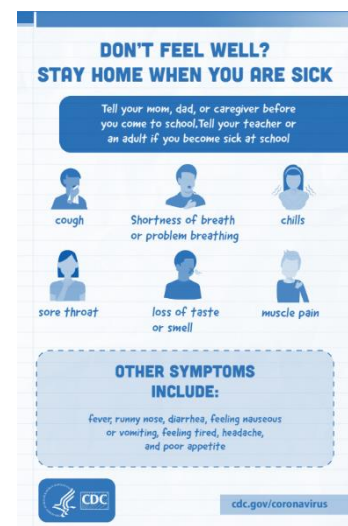 DON'T FEEL WELL?
STAY HOME WHEN YOU ARE SICK
Tell your mom, dad, or caregiver before
you come to school.Tell your teacher or
an adult if you become sick at school
cough
Shortness of breath
or problem breathing
chills
sore throat
loss of taste
or smell
muscle pain
OTHER SYMPTOMS
INCLUDE:
fever, runny nose, diarrhea, feeling nauseous
or vomiting, feeling tired, headache,
and poor appetite
CDC
cdc.gov/coronavirus